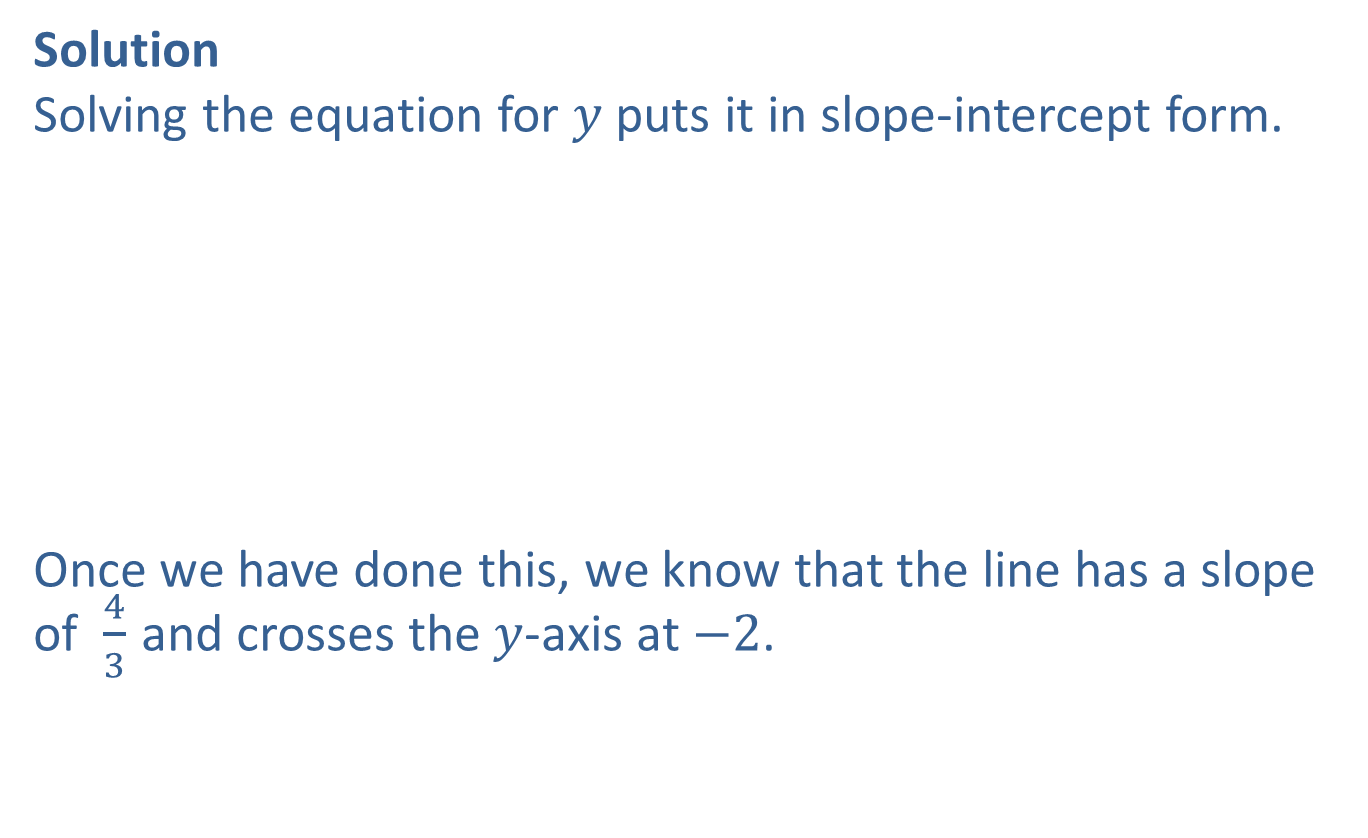 Solution
Solving the equation for y puts it in slope-intercept form.
Once we have done this, we know that the line has a slope
of 4/3 and crosses the y-axis at −2.